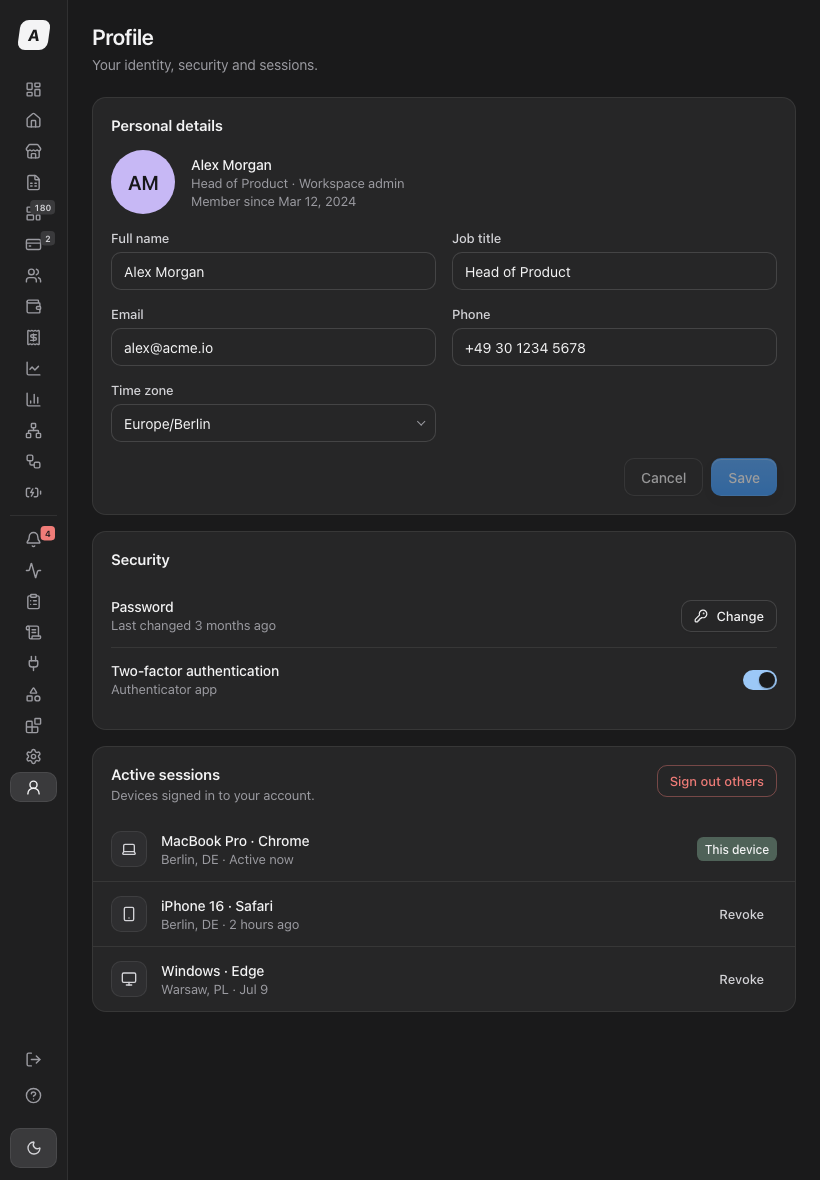 A
180
2
4
Profile
Your identity, security and sessions.
Personal details
AM
Alex Morgan
Head of Product · Workspace admin
Member since Mar 12, 2024
Full name
Alex Morgan
Job title
Head of Product
Email
alex@acme.io
Phone
+49 30 1234 5678
Time zone
Europe/Berlin
Cancel
Save
Security
Password
Last changed 3 months ago
Change
Two-factor authentication
Authenticator app
Active sessions
Devices signed in to your account.
Sign out others
MacBook Pro · Chrome
Berlin, DE · Active now
This device
iPhone 16 · Safari
Berlin, DE · 2 hours ago
Revoke
Windows · Edge
Warsaw, PL · Jul 9
Revoke